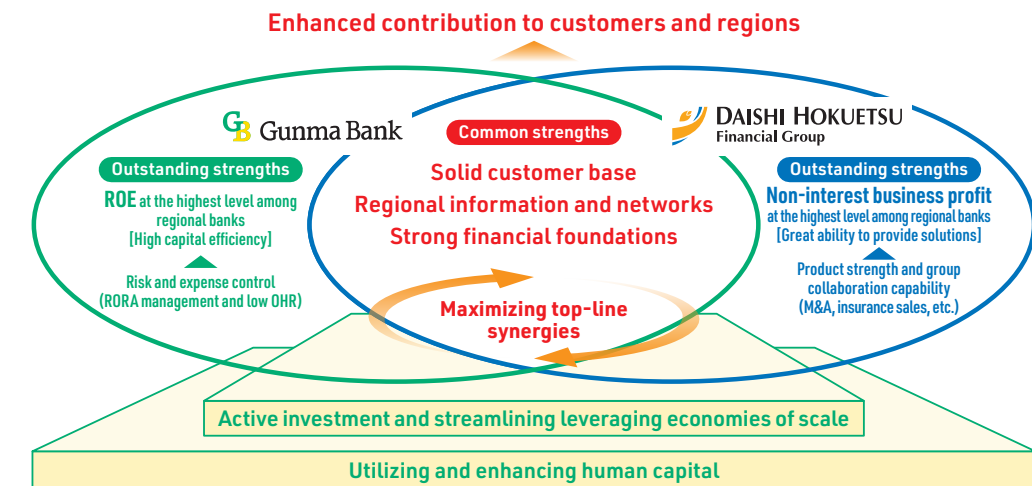 Enhanced contribution to customers and regions
GB Gunma Bank
Outstanding strengths
ROE at the highest level among
regional banks
[High capital efficiency]
Risk and expense control
(RORA management and low OHR)
Common strengths
Solid customer base
Regional information and networks
Strong financial foundations
Maximizing top-line
synergies
DAISHI HOKUETSU
Financial Group
Outstanding strengths
Non-interest business profit
at the highest level among regional banks
[Great ability to provide solutions]
Product strength and group
collaboration capability
(M&A, insurance sales, etc.)
Active investment and streamlining leveraging economies of scale
Utilizing and enhancing human capital